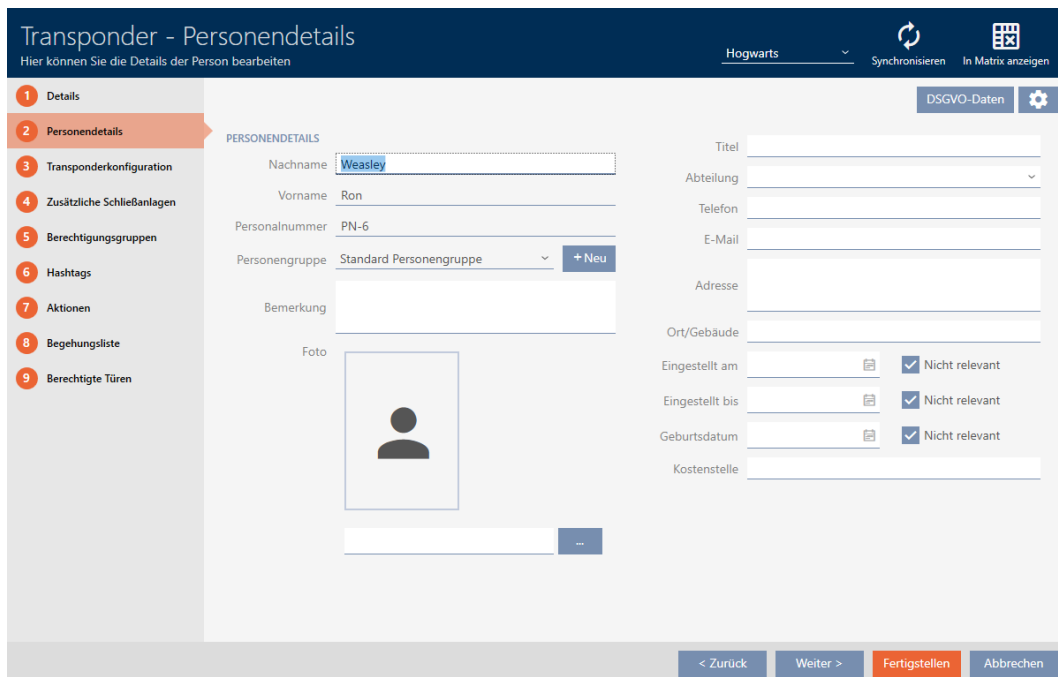 Transponder - Personendetails
Hier können Sie die Details der Person bearbeiten
Hogwarts
Synchronisieren
In Matrix anzeigen
1 Details
2 Personendetails
3 Transponderkonfiguration
4 Zusätzliche Schließanlagen
5 Berechtigungsgruppen
6 Hashtags
7 Aktionen
8 Begehungsliste
9 Berechtigte Türen
DSGVO-Daten
PERSONENDETAILS
Nachname Weasley
Vorname Ron
Personalnummer PN-6
Personengruppe Standard Personengruppe + Neu
Bemerkung
Foto
...
Titel
Abteilung
Telefon
E-Mail
Adresse
Ort/Gebäude
Eingestellt am Nicht relevant
Eingestellt bis Nicht relevant
Geburtsdatum Nicht relevant
Kostenstelle
< Zurück
Weiter >
Fertigstellen
Abbrechen